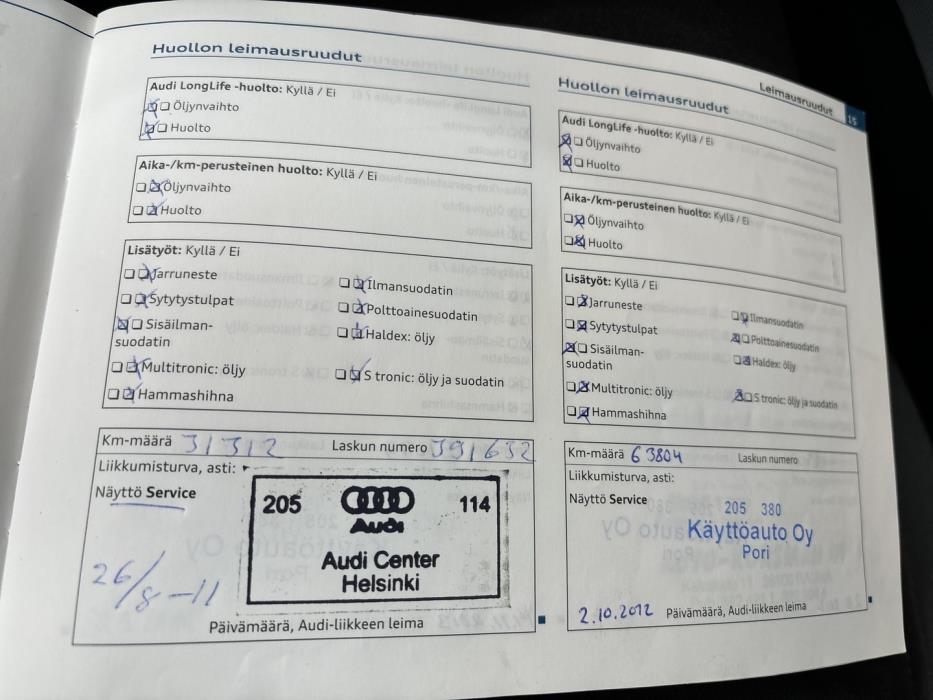 Huollon leimausruudut
Audi LongLife -huolto: Kyllä / Ei
Öljynvaihto
Huolto
Aika-/km-perusteinen huolto: Kyllä / Ei
Öljynvaihto
Huolto
Lisätyöt: Kyllä / Ei
Jarruneste
Sytytystulpat
Sisäilman-
suodatin
Multitronic: öljy
Hammashihna
Ilmansuodatin
Polttoainesuodatin
Haldex: öljy
S tronic: öljy ja suodatin
Km-määrä 31312 Laskun numero 391632
Liikkumisturva, asti:
Näyttö Service
26/8-11
205 Audi 114
Audi Center
Helsinki
Päivämäärä, Audi-liikkeen leima
Leimausruudut 15
Huollon leimausruudut
Audi LongLife -huolto: Kyllä / Ei
Öljynvaihto
Huolto
Aika-/km-perusteinen huolto: Kyllä / Ei
Öljynvaihto
Huolto
Lisätyöt: Kyllä / Ei
Jarruneste
Sytytystulpat
Sisäilman-
suodatin
Multitronic: öljy
Hammashihna
Ilmansuodatin
Polttoainesuodatin
Haldex: öljy
S tronic: öljy ja suodatin
Km-määrä 63804 Laskun numero
Liikkumisturva, asti:
Näyttö Service
205 380
Käyttöauto Oy
Pori
2.10.2012 Päivämäärä, Audi-liikkeen leima